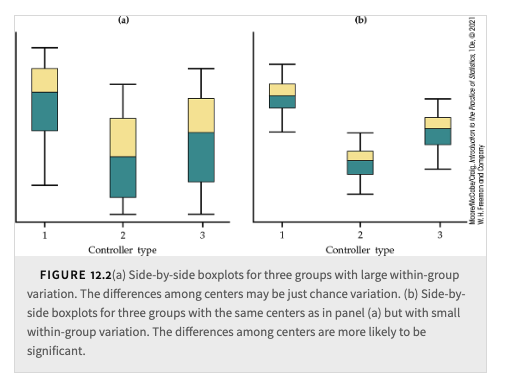 (a)
(b)
1
2
3
Controller type
1
2
3
Controller type
Moore/McCabe/Craig, Introduction to the Practice of Statistics, 10e, © 2021
W. H. Freeman and Company
FIGURE 12.2(a) Side-by-side boxplots for three groups with large within-group
variation. The differences among centers may be just chance variation. (b) Side-by-
side boxplots for three groups with the same centers as in panel (a) but with small
within-group variation. The differences among centers are more likely to be
significant.